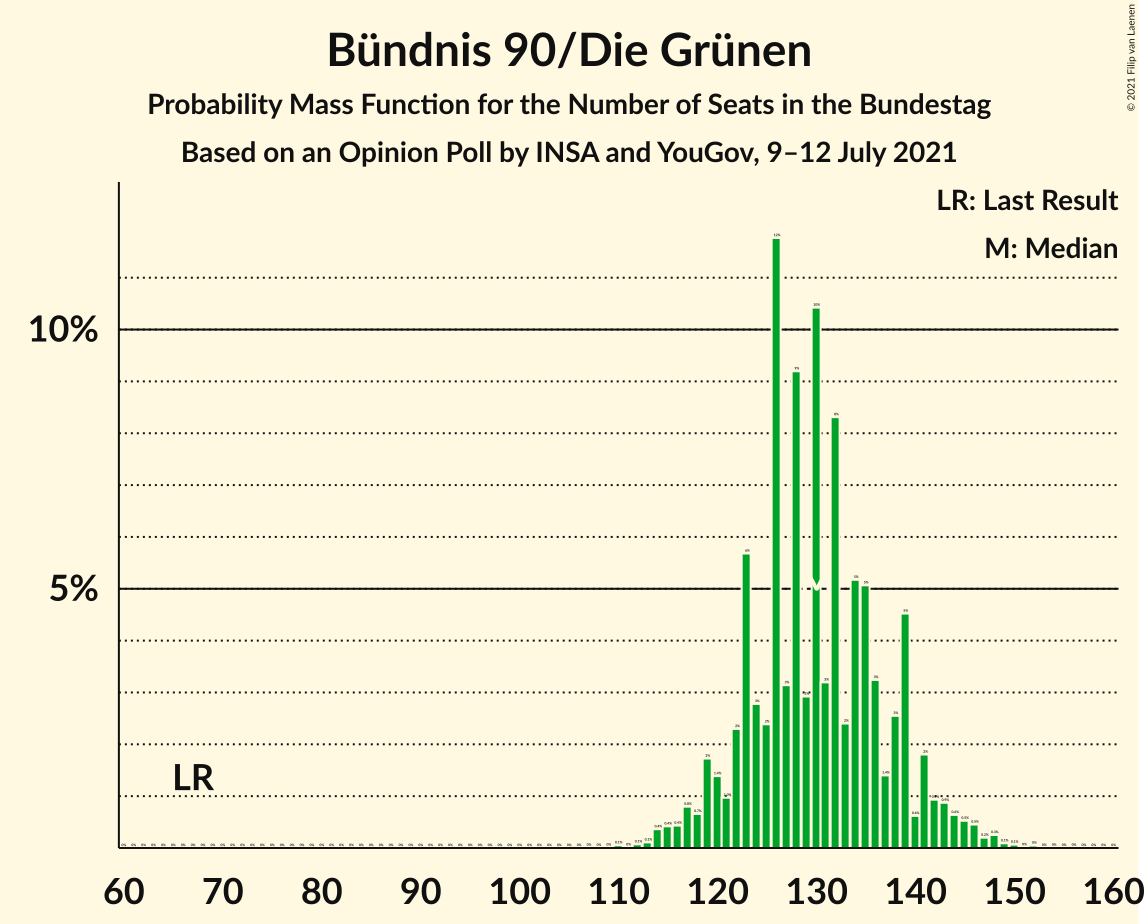 Bündnis 90/Die Grünen
Probability Mass Function for the Number of Seats in the Bundestag
Based on an Opinion Poll by INSA and YouGov, 9–12 July 2021
© 2021 Filip van Laenen
LR: Last Result
M: Median
10%
5%
LR
60 70 80 90 100 110 120 130 140 150 160